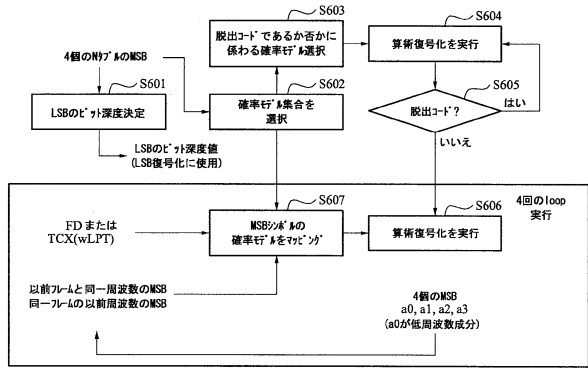 S603
脱出コードであるか否かに
係わる確率モデル選択
S604
算術復号化を実行
4個のNタプルのMSB
S601
LSBのビット深度決定
S602
確率モデル集合を
選択
S605
脱出コード?
はい
いいえ
LSBのビット深度値
(LSB復号化に使用)
S607
MSBシンボルの
確率モデルをマッピング
S606
算術復号化を実行
4回のloop
実行
FDまたは
TCX(wLPT)
以前フレームと同一周波数のMSB
同一フレームの以前周波数のMSB
4個のMSB
a0, a1, a2, a3
(a0が低周波数成分)